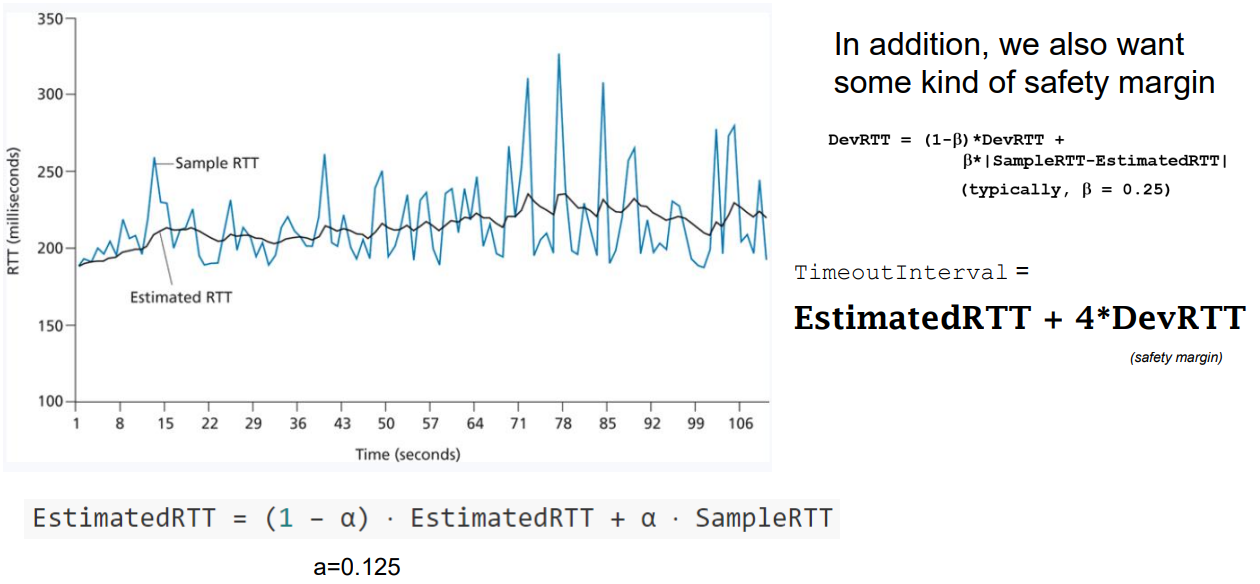 350
300
250
200
150
100
RTT (milliseconds)
Sample RTT
Estimated RTT
1 8 15 22 29 36 43 50 57 64 71 78 85 92 99 106
Time (seconds)
In addition, we also want
some kind of safety margin
DevRTT = (1-β)*DevRTT +
β*|SampleRTT-EstimatedRTT|
(typically, β = 0.25)
TimeoutInterval =
EstimatedRTT + 4*DevRTT
(safety margin)
EstimatedRTT = (1 - α) · EstimatedRTT + α · SampleRTT
a=0.125